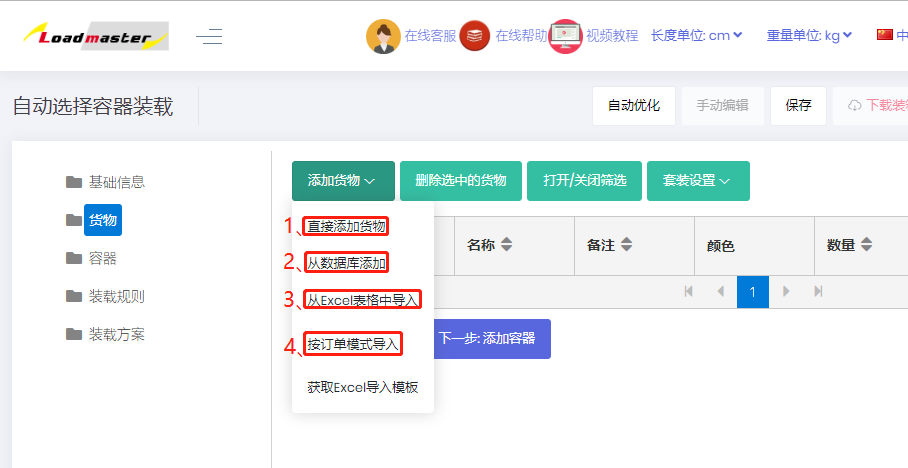 Loadmaster 在线客服 在线帮助 视频教程 长度单位: cm 重量单位: kg 中
自动选择容器装载 自动优化 手动编辑 保存 下载装
基础信息
货物
容器
装载规则
装载方案
添加货物 删除选中的货物 打开/关闭筛选 套装设置
1、直接添加货物
2、从数据库添加
3、从Excel表格中导入
4、按订单模式导入
获取Excel导入模板
名称 备注 颜色 数量
1
下一步: 添加容器